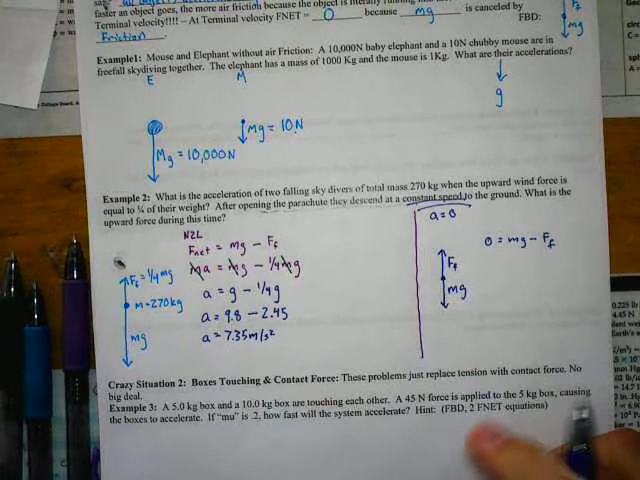 faster an object goes, the more air friction because the object is literally
Terminal velocity!!!! – At Terminal velocity FNET = 0 because mg is canceled by
Friction.
FBD:
Ff
mg
Example1: Mouse and Elephant without air Friction: A 10,000N baby elephant and a 10N chubby mouse are in
freefall skydiving together. The elephant has a mass of 1000 Kg and the mouse is 1Kg. What are their accelerations?
E
M
g
mg = 10N
Mg = 10,000N
Example 2: What is the acceleration of two falling sky divers of total mass 270 kg when the upward wind force is
equal to ¼ of their weight? After opening the parachute they descend at a constant speed to the ground. What is the
upward force during this time?
N2L
Fnet = mg - Ff
ma = mg - 1/4 mg
a = g - 1/4 g
a = 9.8 - 2.45
a = 7.35 m/s²
Ff = 1/4 mg
m = 270kg
mg
a = 0
0 = mg - Ff
Ff
mg
Crazy Situation 2: Boxes Touching & Contact Force: These problems just replace tension with contact force. No
big deal.
Example 3: A 5.0 kg box and a 10.0 kg box are touching each other. A 45 N force is applied to the 5 kg box, causing
the boxes to accelerate. If "mu" is .2, how fast will the system accelerate? Hint: (FBD, 2 FNET equations)